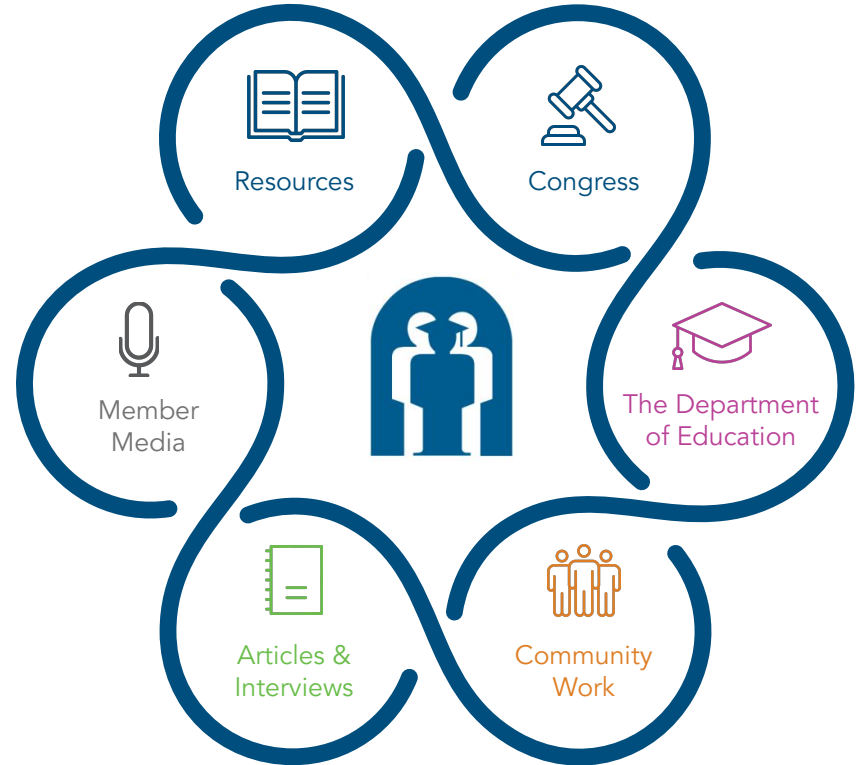 Resources
Congress
The Department
of Education
Member
Media
Articles &
Interviews
Community
Work